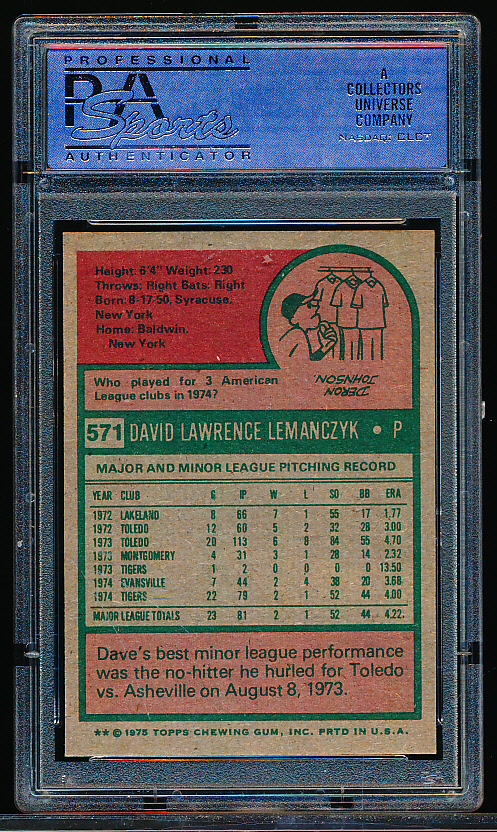 PROFESSIONAL
PSA
Sports
AUTHENTICATOR
A
COLLECTORS
UNIVERSE
COMPANY
NASDAQ: CLCT
Height: 6'4" Weight: 230
Throws: Right Bats: Right
Born: 8-17-50, Syracuse,
New York
Home: Baldwin,
New York
DERON
JOHNSON
Who played for 3 American
League clubs in 1974?
571 DAVID LAWRENCE LEMANCZYK • P
MAJOR AND MINOR LEAGUE PITCHING RECORD
YEAR CLUB G IP W L SO BB ERA
1972 LAKELAND 8 66 7 1 55 17 1.77
1972 TOLEDO 12 60 5 2 32 28 3.00
1973 TOLEDO 20 113 6 8 84 55 4.70
1973 MONTGOMERY 4 31 3 1 28 14 2.32
1973 TIGERS 1 2 0 0 0 0 13.50
1974 EVANSVILLE 7 44 2 4 38 20 3.68
1974 TIGERS 22 79 2 1 52 44 4.00
MAJOR LEAGUE TOTALS 23 81 2 1 52 44 4.22
Dave's best minor league performance
was the no-hitter he hurled for Toledo
vs. Asheville on August 8, 1973.
** © 1975 TOPPS CHEWING GUM, INC. PRTD IN U.S.A.